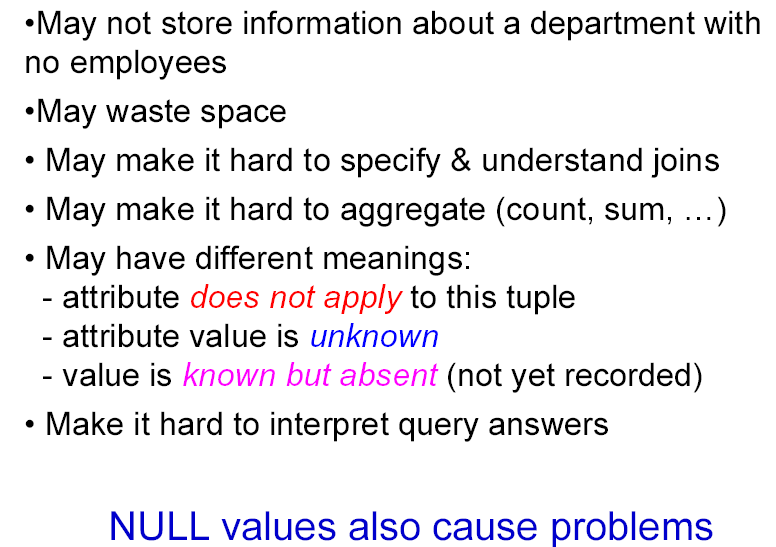 •May not store information about a department with
no employees
•May waste space
• May make it hard to specify & understand joins
• May make it hard to aggregate (count, sum, …)
• May have different meanings:
- attribute does not apply to this tuple
- attribute value is unknown
- value is known but absent (not yet recorded)
• Make it hard to interpret query answers
NULL values also cause problems